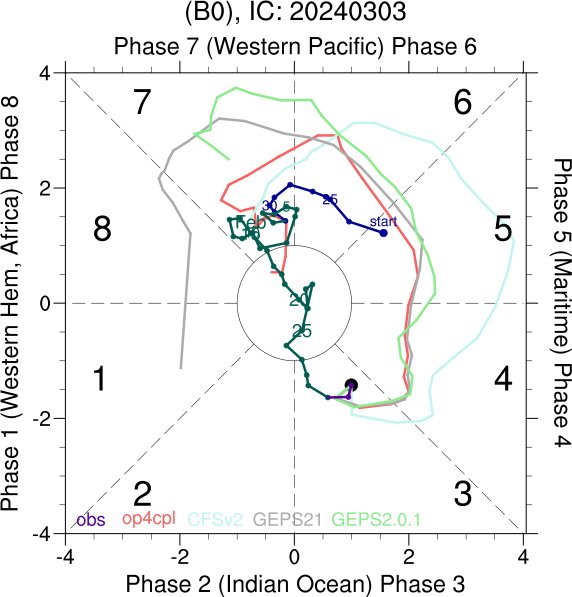 (B0), IC: 20240303
Phase 7 (Western Pacific) Phase 6
4
7
6
Phase 1 (Western Hem, Africa) Phase 8
Phase 5 (Maritime) Phase 4
2
30
5
25
start
Feb
8
5
0
20
25
1
4
-2
2
3
obs
op4cpl
CFSv2
GEPS21
GEPS2.0.1
-4
-4
-2
0
2
4
Phase 2 (Indian Ocean) Phase 3